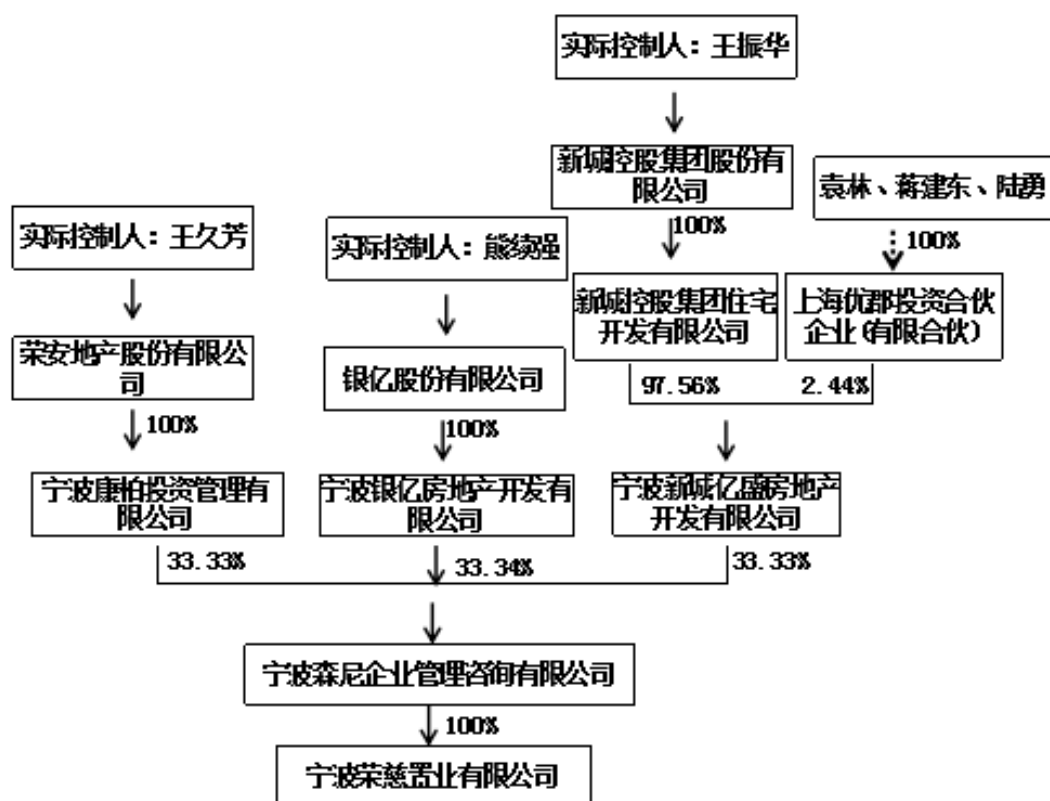 实际控制人：王振华
新城控股集团股份有
限公司
袁林、蒋建东、陆勇
实际控制人：王久芳
实际控制人：熊续强
100%
100%
荣安地产股份有限公
司
银亿股份有限公司
新城控股集团住宅
开发有限公司
上海优郡投资合伙
企业(有限合伙)
97.56%
2.44%
100%
100%
宁波康柏投资管理有
限公司
宁波银亿房地产开发有
限公司
宁波新城亿盛房地产
开发有限公司
33.33%
33.34%
33.33%
宁波森尼企业管理咨询有限公司
100%
宁波荣慈置业有限公司